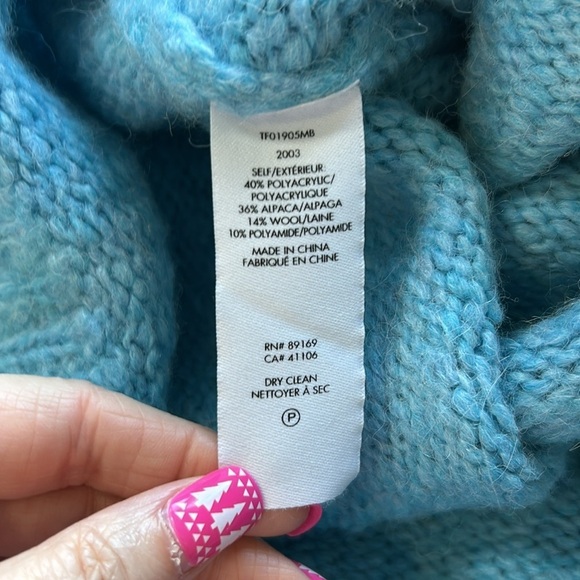 TF01905MB
2003
SELF/EXTÉRIEUR:
40% POLYACRYLIC/
POLYACRYLIQUE
36% ALPACA/ALPAGA
14% WOOL/LAINE
10% POLYAMIDE/POLYAMIDE
MADE IN CHINA
FABRIQUÉ EN CHINE
RN# 89169
CA# 41106
DRY CLEAN
NETTOYER À SEC
P